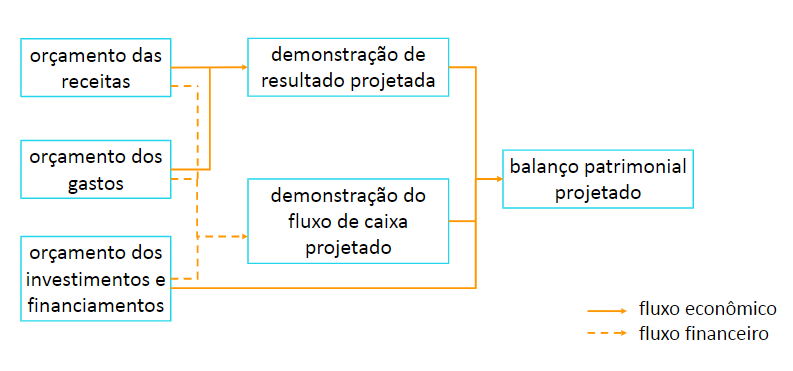 orçamento das
receitas
demonstração de
resultado projetada
orçamento dos
gastos
balanço patrimonial
projetado
demonstração do
fluxo de caixa
projetado
orçamento dos
investimentos e
financiamentos
fluxo econômico
fluxo financeiro